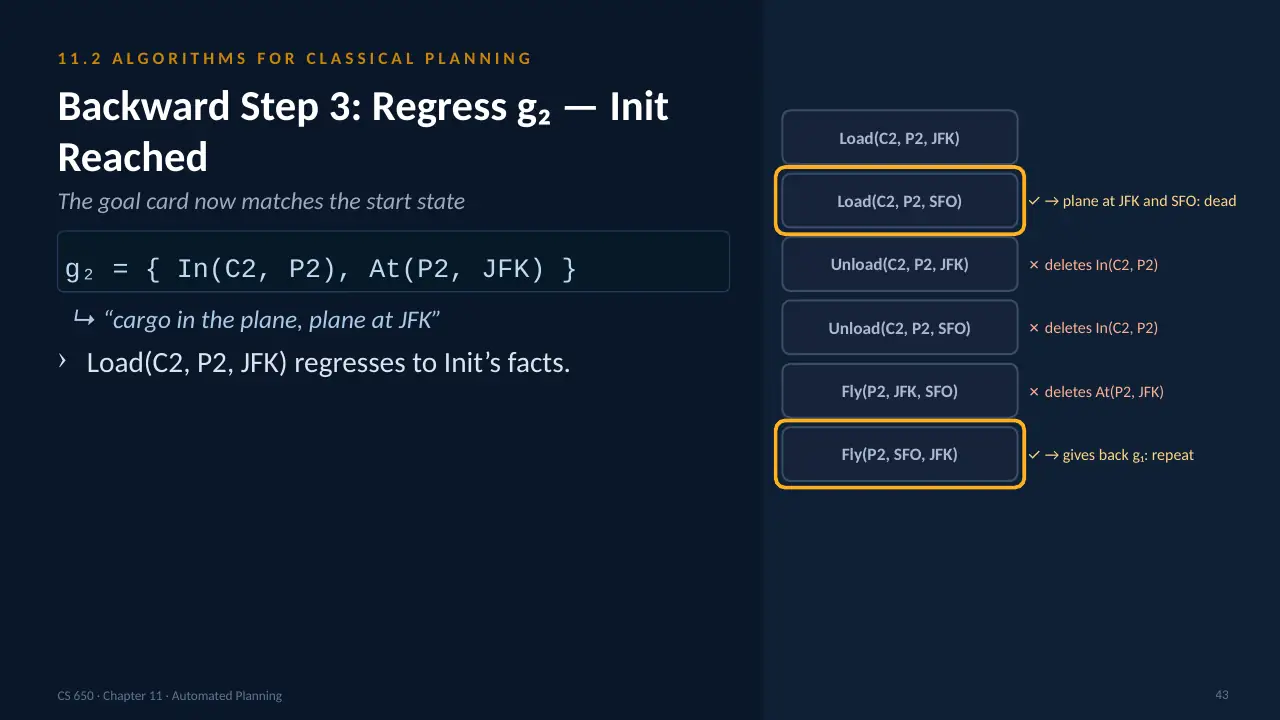 11.2 ALGORITHMS FOR CLASSICAL PLANNING
Backward Step 3: Regress g₂ — Init
Reached
The goal card now matches the start state
g₂ = { In(C2, P2), At(P2, JFK) }
↪ “cargo in the plane, plane at JFK”
› Load(C2, P2, JFK) regresses to Init’s facts.
Load(C2, P2, JFK)
Load(C2, P2, SFO) ✓ → plane at JFK and SFO: dead
Unload(C2, P2, JFK) × deletes In(C2, P2)
Unload(C2, P2, SFO) × deletes In(C2, P2)
Fly(P2, JFK, SFO) × deletes At(P2, JFK)
Fly(P2, SFO, JFK) ✓ → gives back g₁: repeat
CS 650 · Chapter 11 · Automated Planning
43